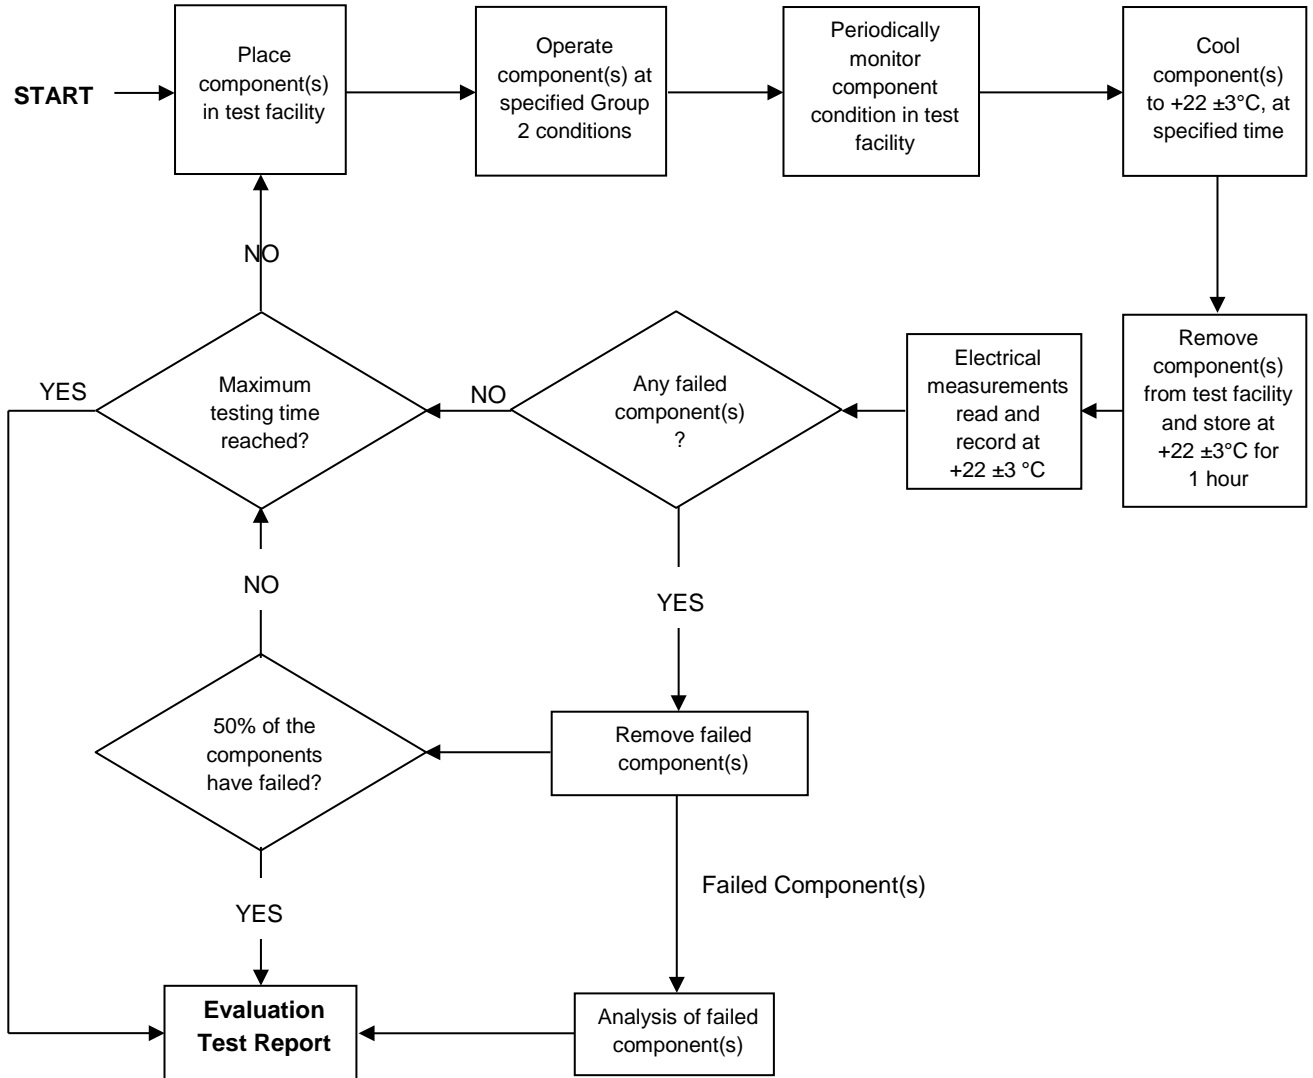 START
Place
component(s)
in test facility
Operate
component(s) at
specified Group
2 conditions
Periodically
monitor
component
condition in test
facility
Cool
component(s)
to +22 ±3°C, at
specified time
Remove
component(s)
from test facility
and store at
+22 ±3°C for
1 hour
Electrical
measurements
read and
record at
+22 ±3 °C
Any failed
component(s)
?
NO
YES
Maximum
testing time
reached?
NO
YES
Remove failed
component(s)
50% of the
components
have failed?
NO
YES
Failed Component(s)
Analysis of failed
component(s)
Evaluation
Test Report